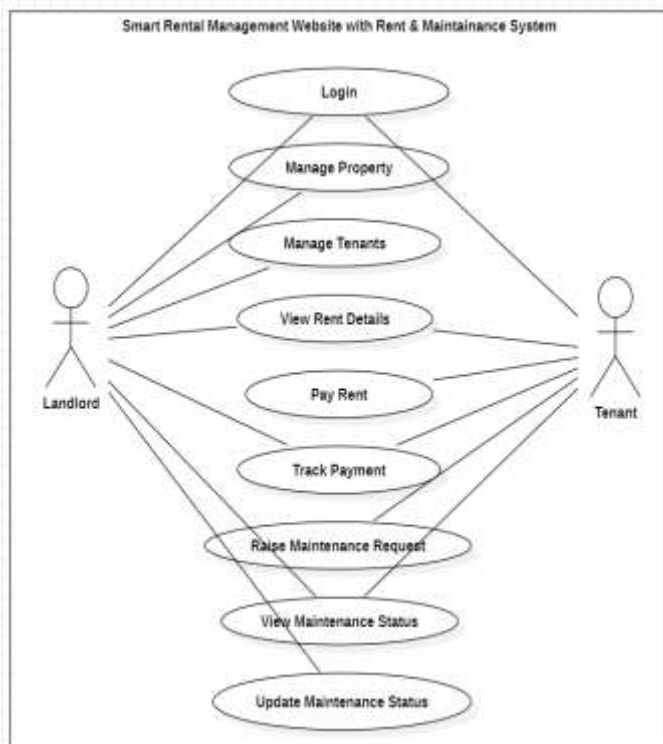 Smart Rental Management Website with Rent & Maintainance System
Login
Manage Property
Manage Tenants
View Rent Details
Landlord
Pay Rent
Tenant
Track Payment
Raise Maintenance Request
View Maintenance Status
Update Maintenance Status